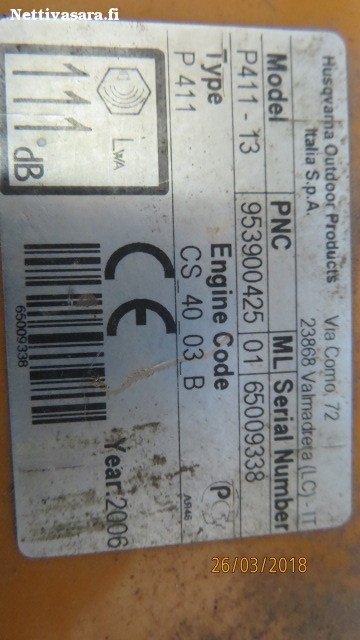 Nettivasara.fi
Husqvarna Outdoor Products
Italia S.p.A.
Via Como, 72
23868 Valmadrera (LC) - IT
Model PNC ML Serial Number
P411 - 13 953900425 01 65009338
Type Engine Code
P 411 CS_40_03_B
LWA
111 dB
CE
65009338
Year:2006
26/03/2018